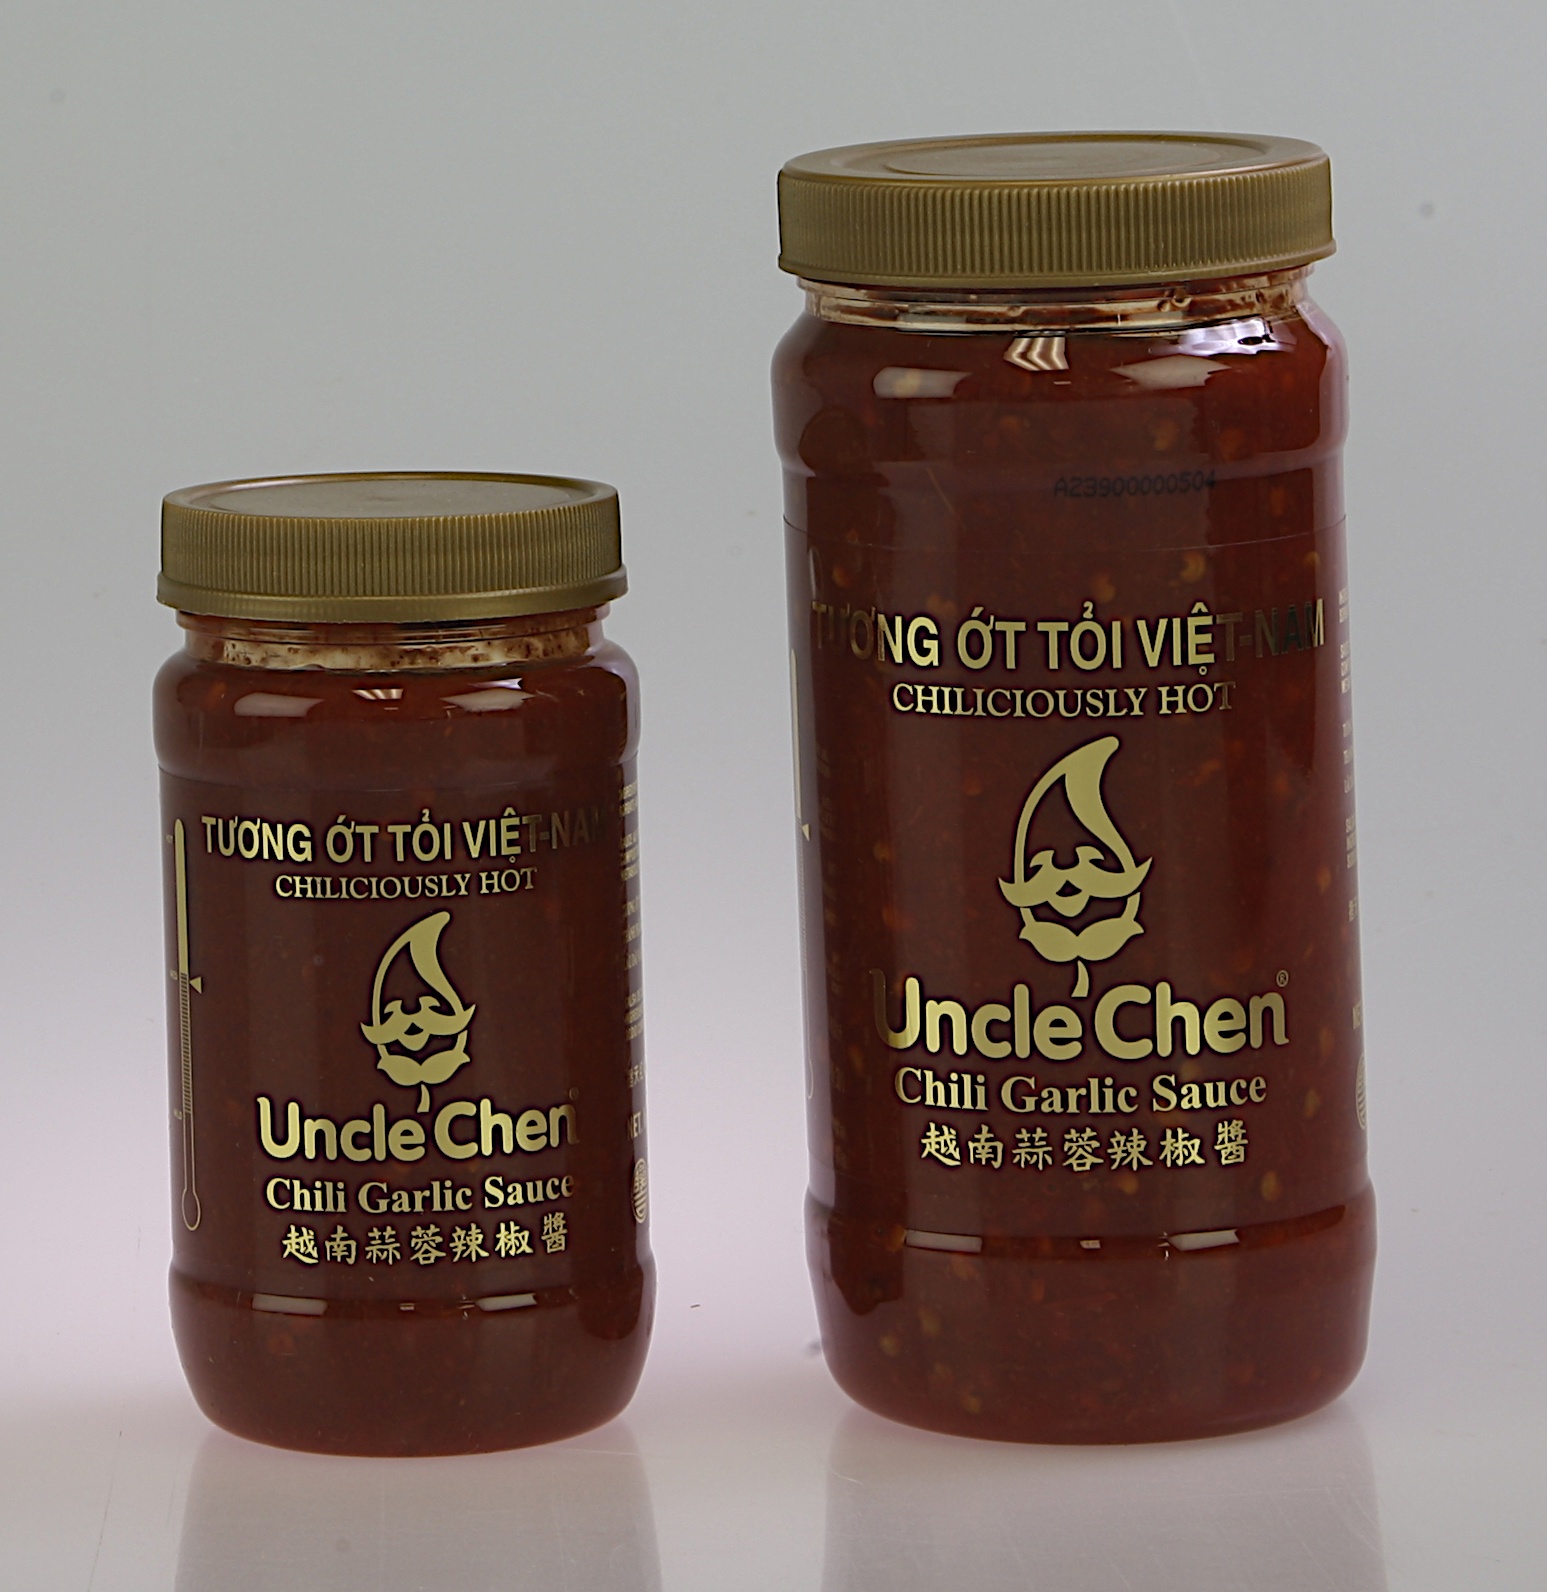 TƯƠNG ỚT TỎI VIỆT-NAM
CHILICIOUSLY HOT
Uncle Chen
Chili Garlic Sauce
越南蒜蓉辣椒醬
A23900000504
TƯƠNG ỚT TỎI VIỆT-NAM
CHILICIOUSLY HOT
Uncle Chen®
Chili Garlic Sauce
越南蒜蓉辣椒醬